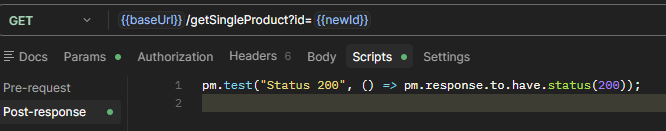 GET {{baseUrl}} /getSingleProduct?id= {{newId}}
Docs Params Authorization Headers 6 Body Scripts Settings
Pre-request
Post-response
1 pm.test("Status 200", () => pm.response.to.have.status(200));
2